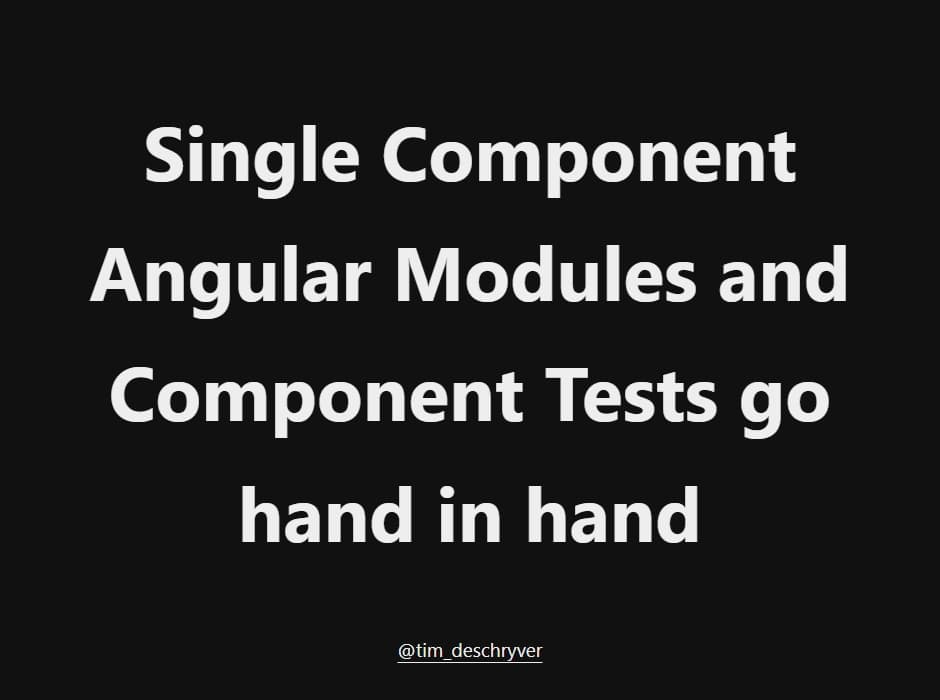 Single Component
Angular Modules and
Component Tests go
hand in hand
@tim_deschryver